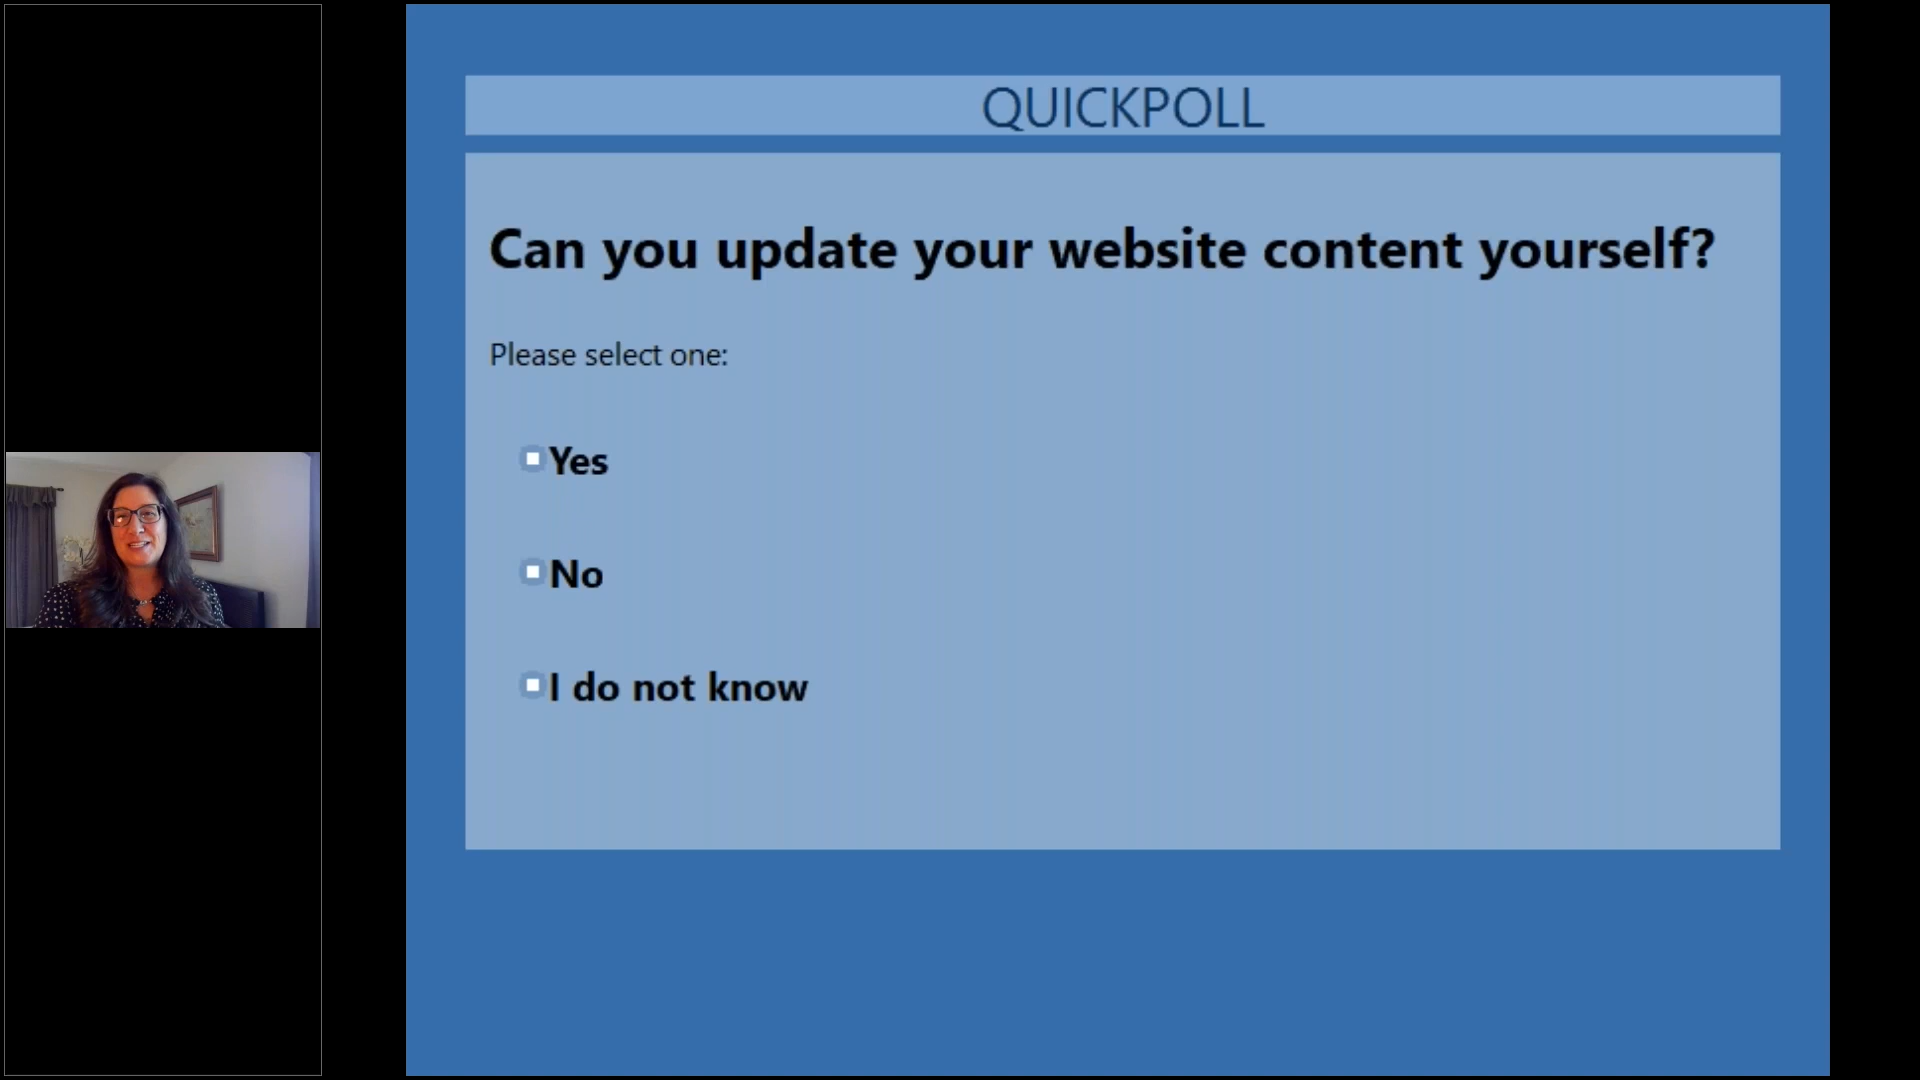 QUICKPOLL
Can you update your website content yourself?
Please select one:
Yes
No
I do not know